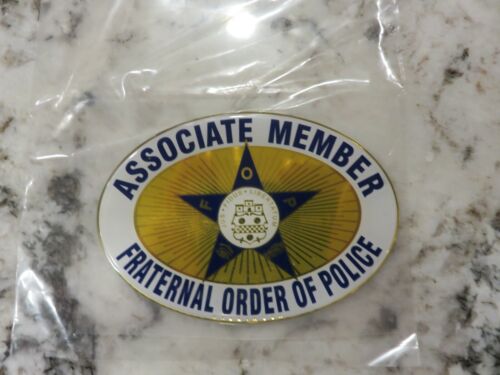 ASSOCIATE MEMBER
F O P
FRATERNAL ORDER OF POLICE